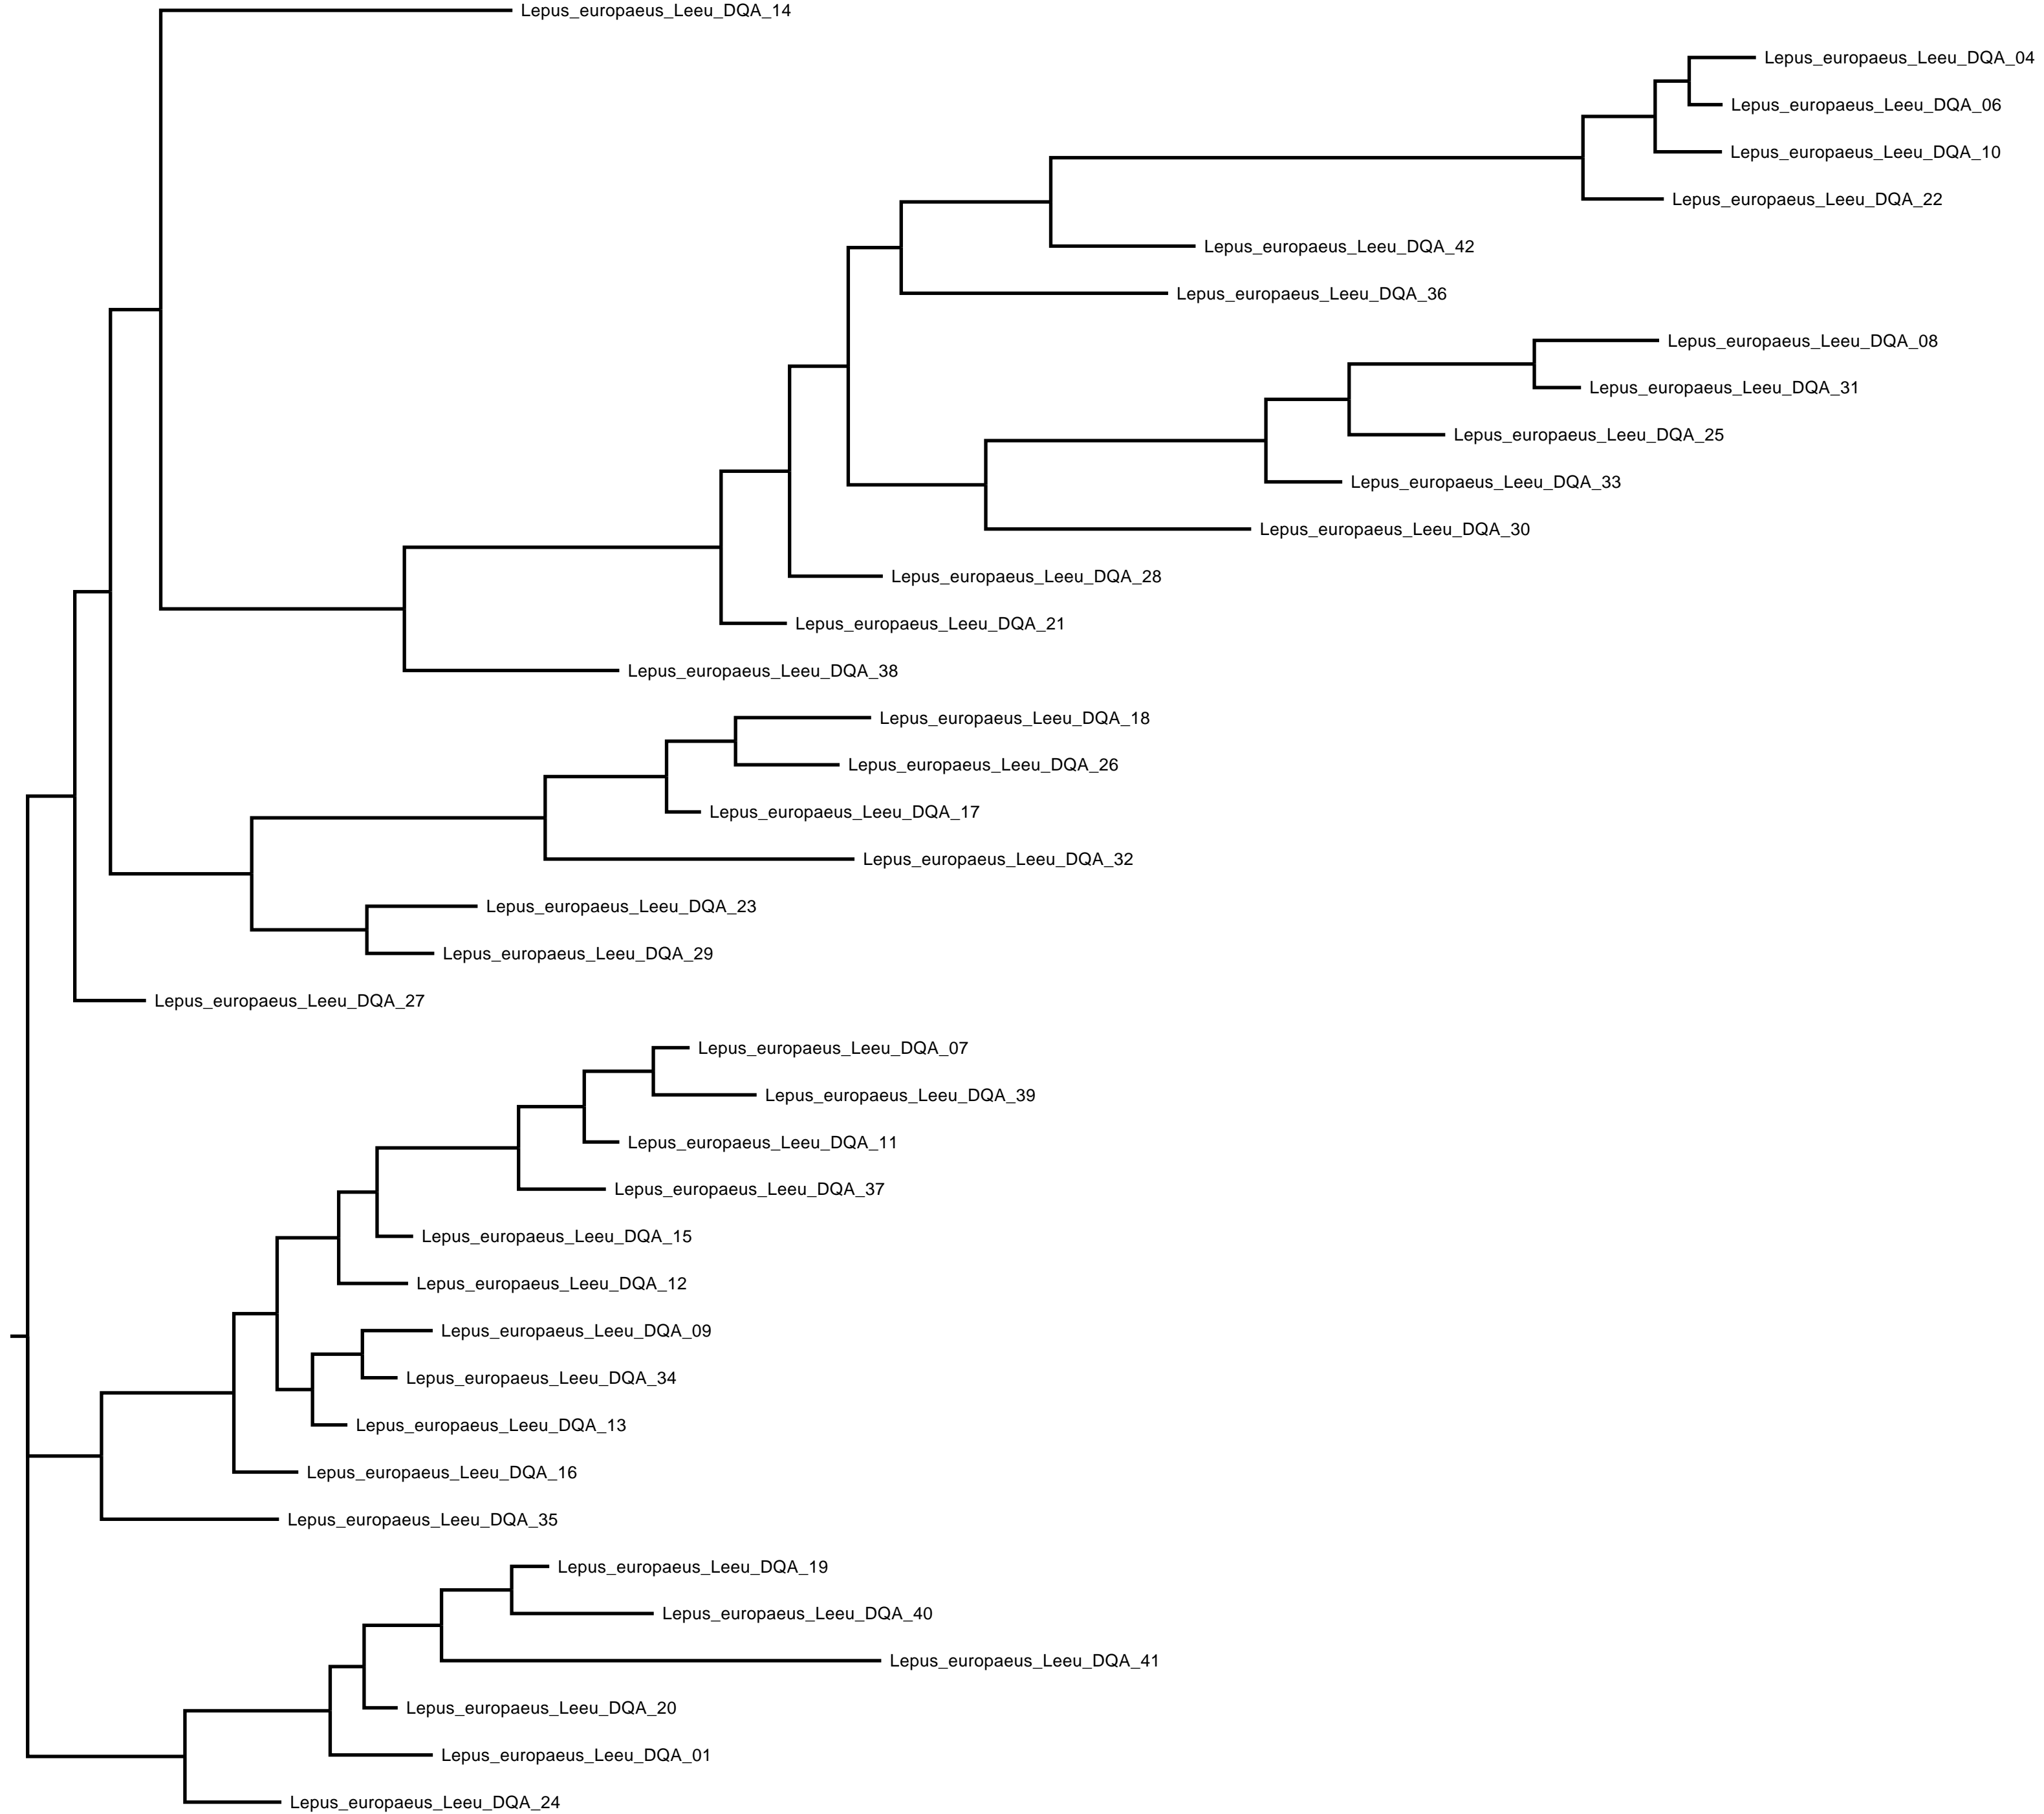 Lepus_europaeus_Leeu_DQA_14
Lepus_europaeus_Leeu_DQA_04
Lepus_europaeus_Leeu_DQA_06
Lepus_europaeus_Leeu_DQA_10
Lepus_europaeus_Leeu_DQA_22
Lepus_europaeus_Leeu_DQA_42
Lepus_europaeus_Leeu_DQA_36
Lepus_europaeus_Leeu_DQA_08
Lepus_europaeus_Leeu_DQA_31
Lepus_europaeus_Leeu_DQA_25
Lepus_europaeus_Leeu_DQA_33
Lepus_europaeus_Leeu_DQA_30
Lepus_europaeus_Leeu_DQA_28
Lepus_europaeus_Leeu_DQA_21
Lepus_europaeus_Leeu_DQA_38
Lepus_europaeus_Leeu_DQA_18
Lepus_europaeus_Leeu_DQA_26
Lepus_europaeus_Leeu_DQA_17
Lepus_europaeus_Leeu_DQA_32
Lepus_europaeus_Leeu_DQA_23
Lepus_europaeus_Leeu_DQA_29
Lepus_europaeus_Leeu_DQA_27
Lepus_europaeus_Leeu_DQA_07
Lepus_europaeus_Leeu_DQA_39
Lepus_europaeus_Leeu_DQA_11
Lepus_europaeus_Leeu_DQA_37
Lepus_europaeus_Leeu_DQA_15
Lepus_europaeus_Leeu_DQA_12
Lepus_europaeus_Leeu_DQA_09
Lepus_europaeus_Leeu_DQA_34
Lepus_europaeus_Leeu_DQA_13
Lepus_europaeus_Leeu_DQA_16
Lepus_europaeus_Leeu_DQA_35
Lepus_europaeus_Leeu_DQA_19
Lepus_europaeus_Leeu_DQA_40
Lepus_europaeus_Leeu_DQA_41
Lepus_europaeus_Leeu_DQA_20
Lepus_europaeus_Leeu_DQA_01
Lepus_europaeus_Leeu_DQA_24